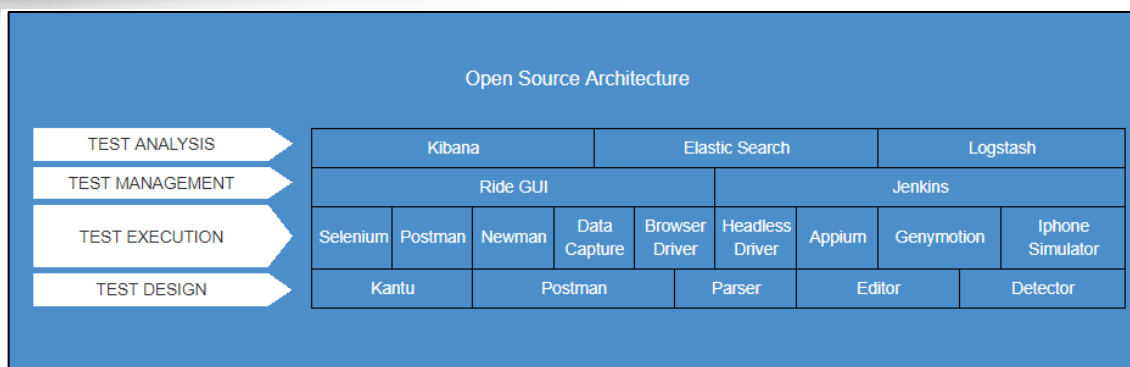 Open Source Architecture
TEST ANALYSIS
Kibana
Elastic Search
Logstash
TEST MANAGEMENT
Ride GUI
Jenkins
TEST EXECUTION
Selenium
Postman
Newman
Data
Capture
Browser
Driver
Headless
Driver
Appium
Genymotion
Iphone
Simulator
TEST DESIGN
Kantu
Postman
Parser
Editor
Detector